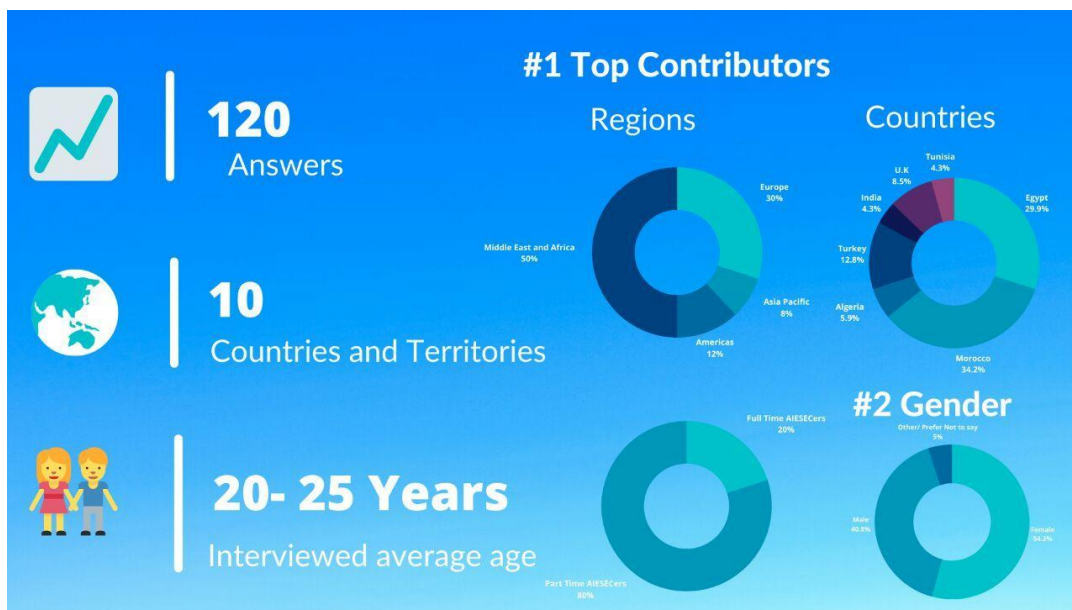 120
Answers
10
Countries and Territories
20- 25 Years
Interviewed average age
#1 Top Contributors
Regions
Europe
30%
Middle East and Africa
50%
Asia Pacific
8%
Americas
12%
Countries
Tunisia
4.3%
U.K
8.5%
India
4.3%
Egypt
29.9%
Turkey
12.8%
Algeria
5.9%
Morocco
34.2%
Full Time AIESECers
20%
Part Time AIESECers
80%
#2 Gender
Other/ Prefer Not to say
5%
Male
40.8%
Female
54.2%